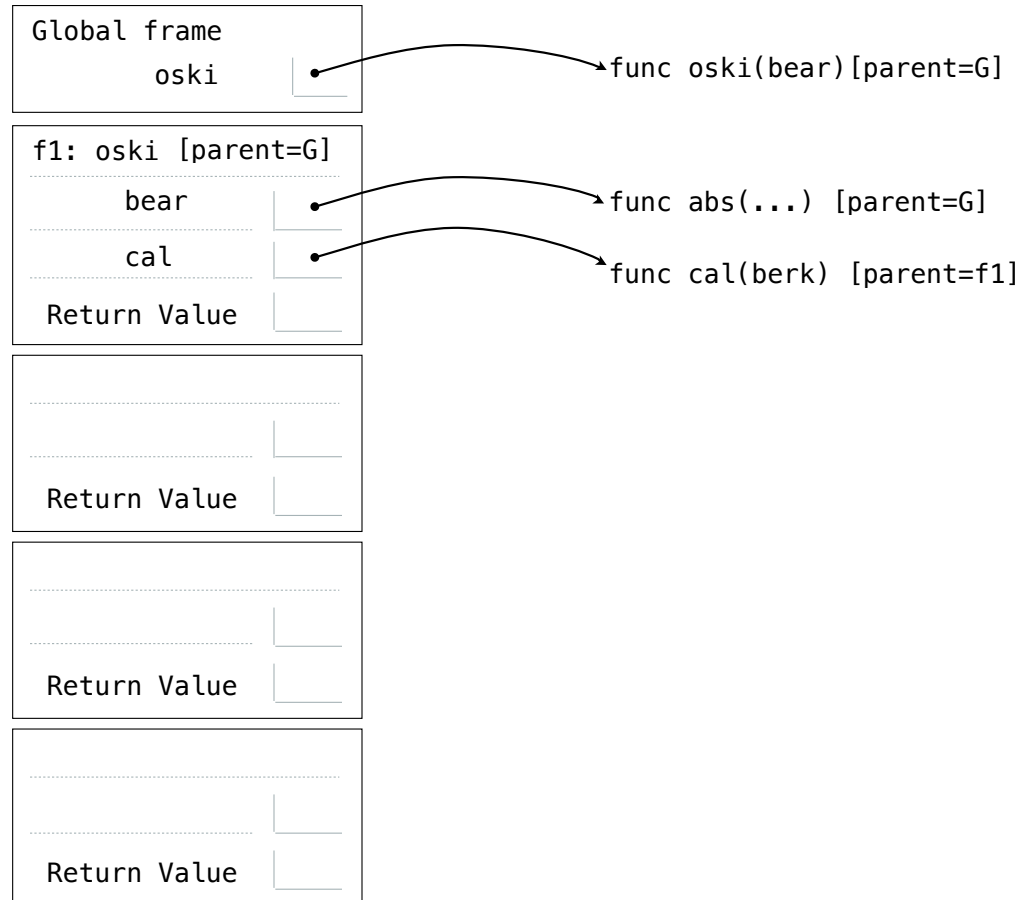 Global frame
oski
func oski(bear)[parent=G]
f1: oski [parent=G]
bear
func abs(...) [parent=G]
cal
func cal(berk) [parent=f1]
Return Value
Return Value
Return Value
Return Value